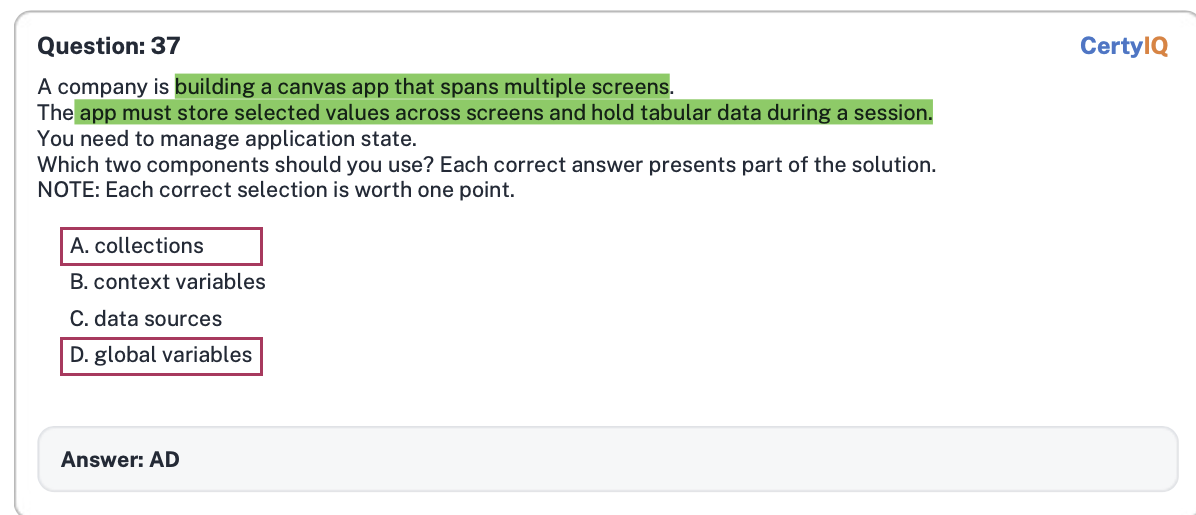 Question: 37
CertyIQ
A company is building a canvas app that spans multiple screens.
The app must store selected values across screens and hold tabular data during a session.
You need to manage application state.
Which two components should you use? Each correct answer presents part of the solution.
NOTE: Each correct selection is worth one point.
A. collections
B. context variables
C. data sources
D. global variables
Answer: AD